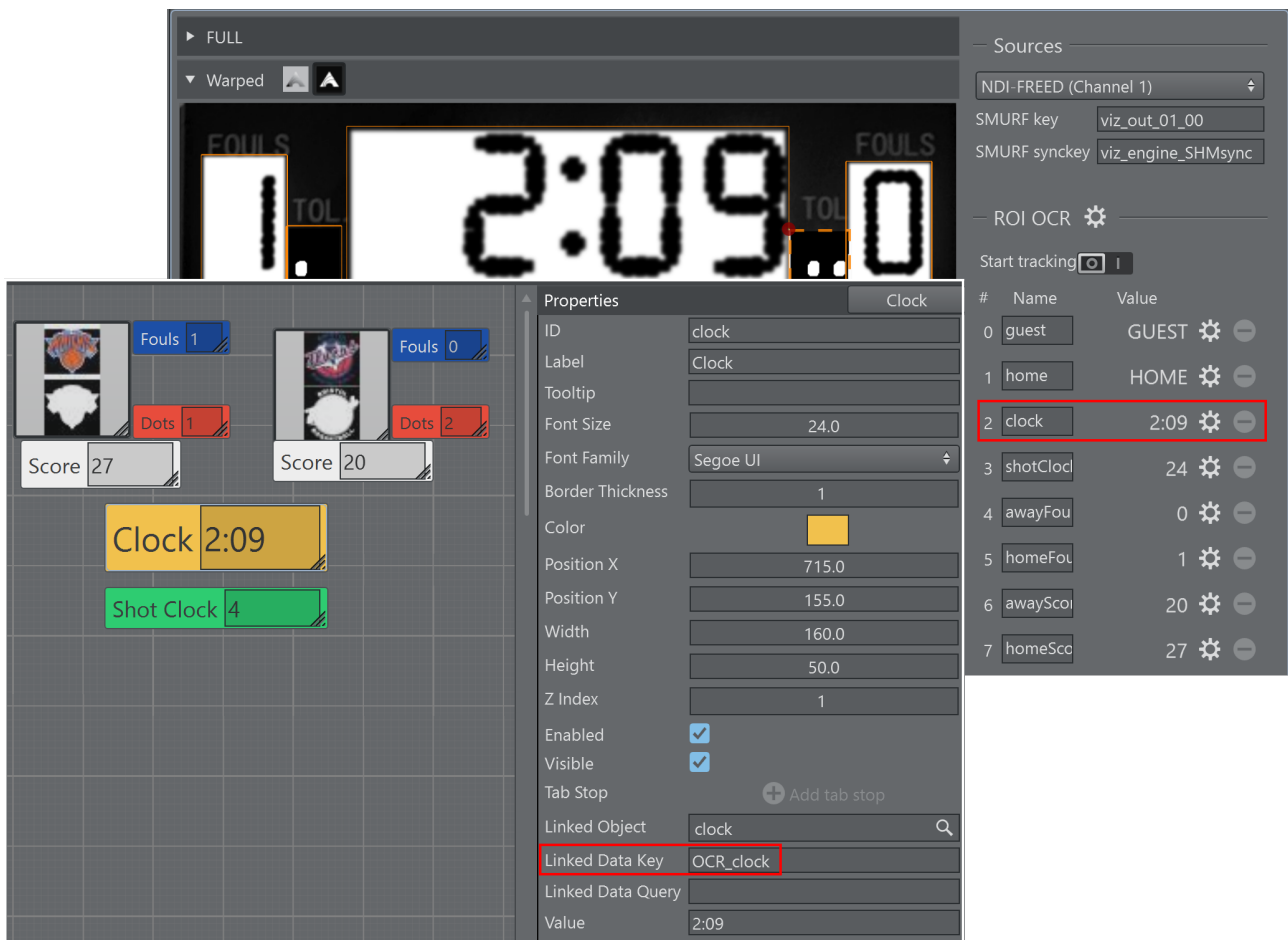 FULL
Warped
FOULS
TOL.
1
2:09
TOL
FOULS
0
Sources
NDI-FREED (Channel 1)
SMURF key viz_out_01_00
SMURF synckey viz_engine_SHMsync
ROI OCR
Start tracking O I
# Name Value
0 guest GUEST
1 home HOME
2 clock 2:09
3 shotClocl 24
4 awayFou 0
5 homeFou 1
6 awayScor 20
7 homeSco 27
Fouls 1
Dots 1
Score 27
Fouls 0
Dots 2
Score 20
Clock 2:09
Shot Clock 4
Properties Clock
ID clock
Label Clock
Tooltip
Font Size 24.0
Font Family Segoe UI
Border Thickness 1
Color
Position X 715.0
Position Y 155.0
Width 160.0
Height 50.0
Z Index 1
Enabled
Visible
Tab Stop Add tab stop
Linked Object clock
Linked Data Key OCR_clock
Linked Data Query
Value 2:09